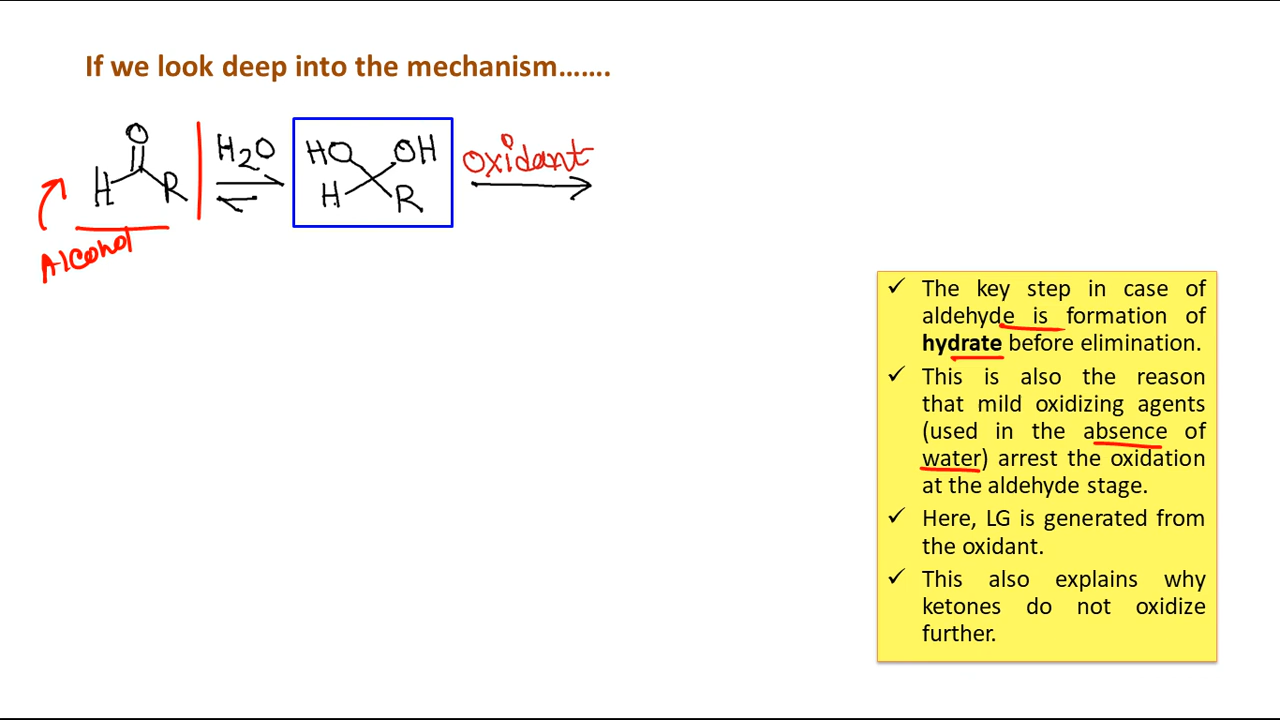 If we look deep into the mechanism.......
O
H R
H2O
HO OH
H R
oxidant
Alcohol
✓ The key step in case of
aldehyde is formation of
hydrate before elimination.
✓ This is also the reason
that mild oxidizing agents
(used in the absence of
water) arrest the oxidation
at the aldehyde stage.
✓ Here, LG is generated from
the oxidant.
✓ This also explains why
ketones do not oxidize
further.